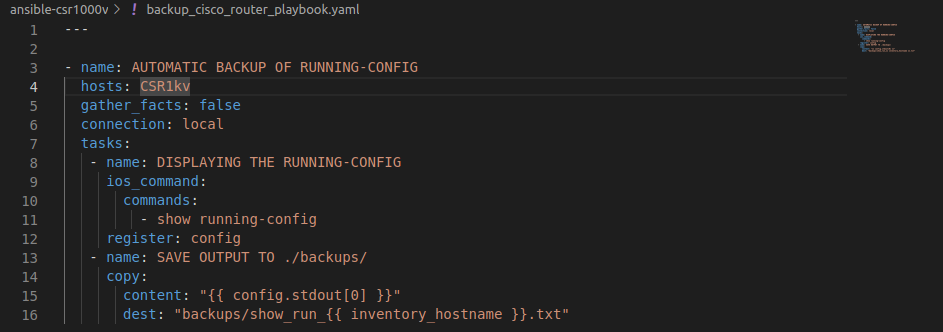 ansible-csr1000v > ! backup_cisco_router_playbook.yaml
1 ---
2
3 - name: AUTOMATIC BACKUP OF RUNNING-CONFIG
4   hosts: CSR1kv
5   gather_facts: false
6   connection: local
7   tasks:
8    - name: DISPLAYING THE RUNNING-CONFIG
9      ios_command:
10       commands:
11         - show running-config
12     register: config
13   - name: SAVE OUTPUT TO ./backups/
14     copy:
15       content: "{{ config.stdout[0] }}"
16       dest: "backups/show_run_{{ inventory_hostname }}.txt"